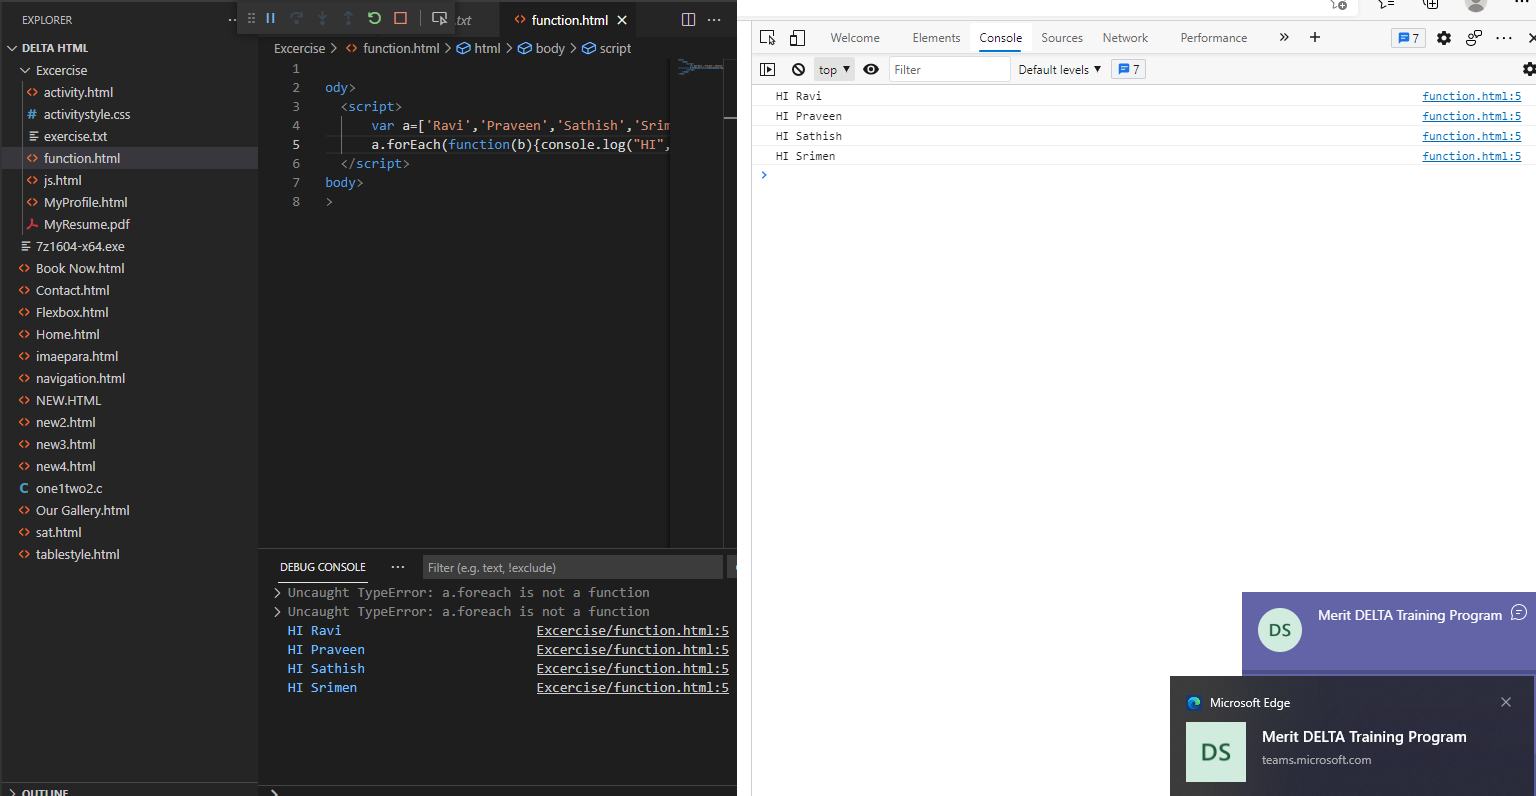 EXPLORER
DELTA HTML
Excercise
activity.html
activitystyle.css
exercise.txt
function.html
js.html
MyProfile.html
MyResume.pdf
7z1604-x64.exe
Book Now.html
Contact.html
Flexbox.html
Home.html
imaepara.html
navigation.html
NEW.HTML
new2.html
new3.html
new4.html
one1two2.c
Our Gallery.html
sat.html
tablestyle.html
OUTLINE
.txt
function.html
Excercise > function.html > html > body > script
1
2 ody>
3 <script>
4 var a=['Ravi','Praveen','Sathish','Srim
5 a.forEach(function(b){console.log("HI",
6 </script>
7 body>
8 >
DEBUG CONSOLE
Filter (e.g. text, !exclude)
Uncaught TypeError: a.foreach is not a function
Uncaught TypeError: a.foreach is not a function
HI Ravi Excercise/function.html:5
HI Praveen Excercise/function.html:5
HI Sathish Excercise/function.html:5
HI Srimen Excercise/function.html:5
Welcome Elements Console Sources Network Performance 7
top Filter Default levels 7
HI Ravi function.html:5
HI Praveen function.html:5
HI Sathish function.html:5
HI Srimen function.html:5
DS Merit DELTA Training Program
Microsoft Edge
DS
Merit DELTA Training Program
teams.microsoft.com